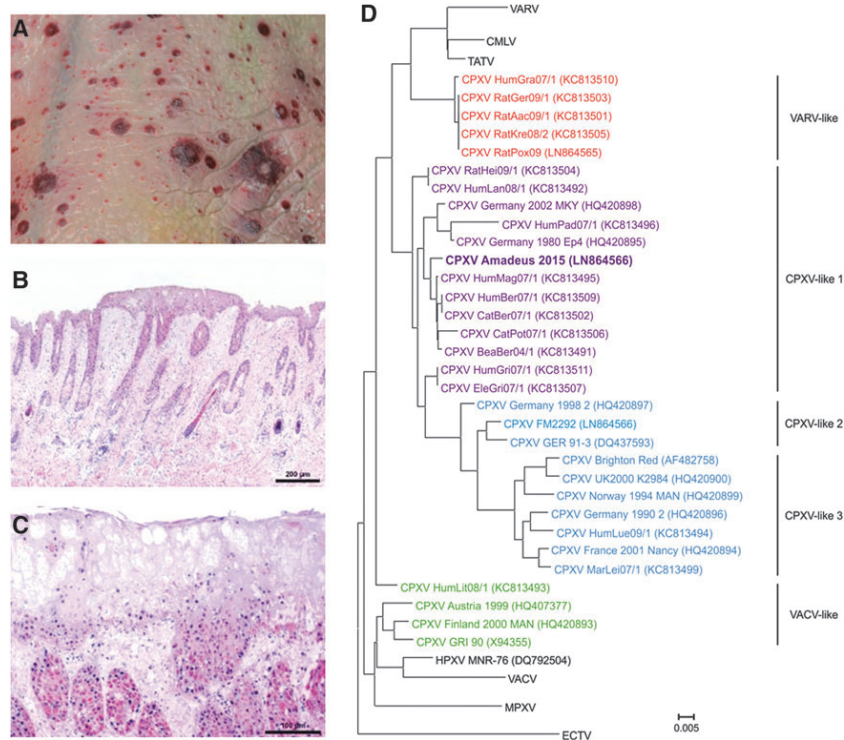 A
B
200 µm
C
D
VARV
CMLV
TATV
CPXV HumGra07/1 (KC813510)
CPXV RatGer09/1 (KC813503)
CPXV RatAac09/1 (KC813501)
CPXV RatKre08/2 (KC813505)
CPXV RatPox09 (LN864565)
VARV-like
CPXV RatHei09/1 (KC813504)
CPXV HumLan08/1 (KC813492)
CPXV Germany 2002 MKY (HQ420898)
CPXV HumPad07/1 (KC813496)
CPXV Germany 1980 Ep4 (HQ420895)
CPXV Amadeus 2015 (LN864566)
CPXV HumMag07/1 (KC813495)
CPXV HumBer07/1 (KC813509)
CPXV CatBer07/1 (KC813502)
CPXV CatPot07/1 (KC813506)
CPXV BeaBer04/1 (KC813491)
CPXV HumGri07/1 (KC813511)
CPXV EleGri07/1 (KC813507)
CPXV-like 1
CPXV Germany 1998 2 (HQ420897)
CPXV FM2292 (LN864566)
CPXV GER 91-3 (DQ437593)
CPXV-like 2
CPXV Brighton Red (AF482758)
CPXV UK2000 K2984 (HQ420900)
CPXV Norway 1994 MAN (HQ420899)
CPXV Germany 1990 2 (HQ420896)
CPXV HumLue09/1 (KC813494)
CPXV France 2001 Nancy (HQ420894)
CPXV MarLei07/1 (KC813499)
CPXV-like 3
CPXV HumLit08/1 (KC813493)
CPXV Austria 1999 (HQ407377)
CPXV Finland 2000 MAN (HQ420893)
CPXV GRI 90 (X94355)
VACV-like
HPXV MNR-76 (DQ792504)
VACV
MPXV
ECTV
0.005